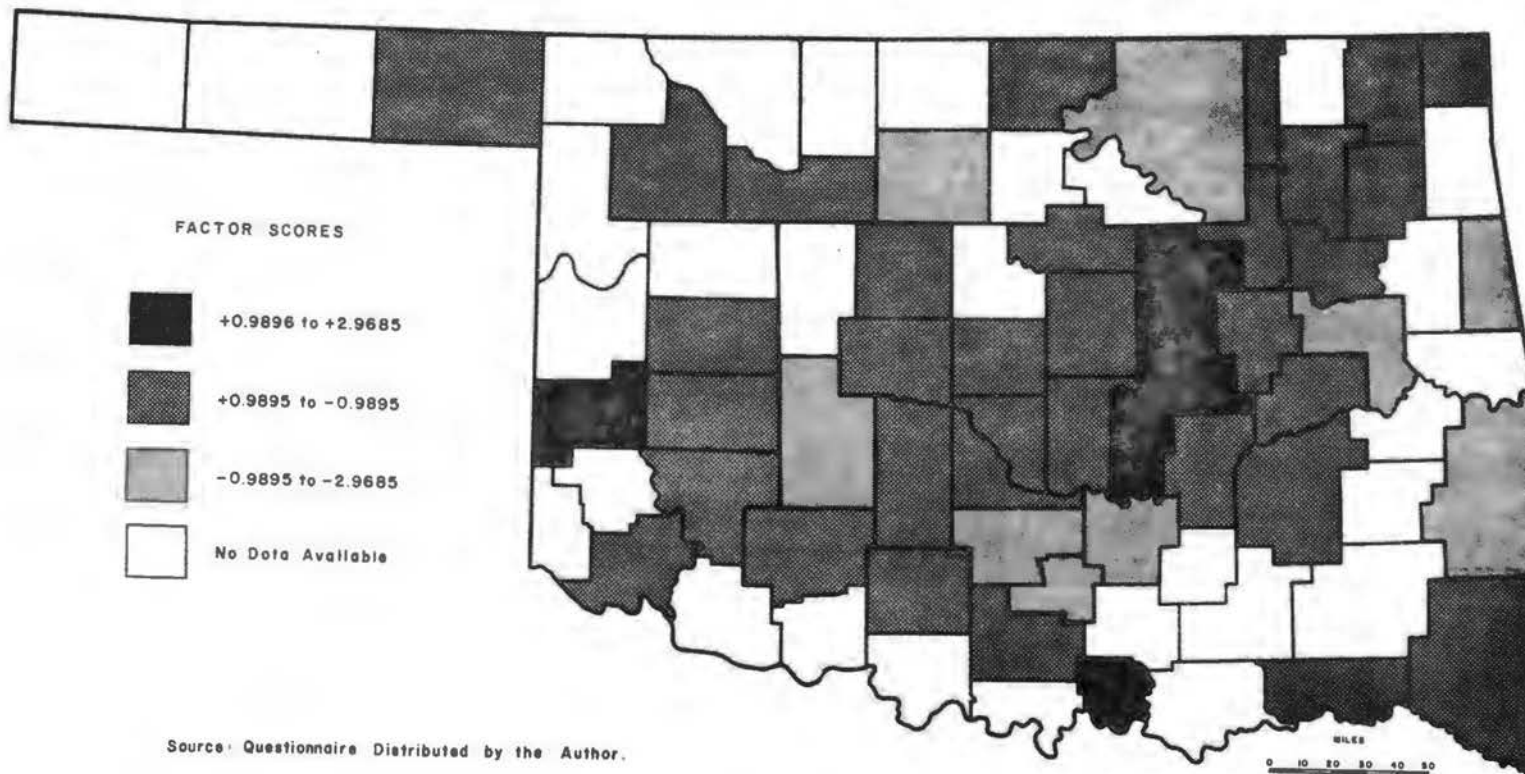 FACTOR SCORES
+0.9896 to +2.9685
+0.9895 to -0.9895
-0.9895 to -2.9685
No Data Available
Source: Questionnaire Distributed by the Author.
MILES
0 10 20 30 40 50